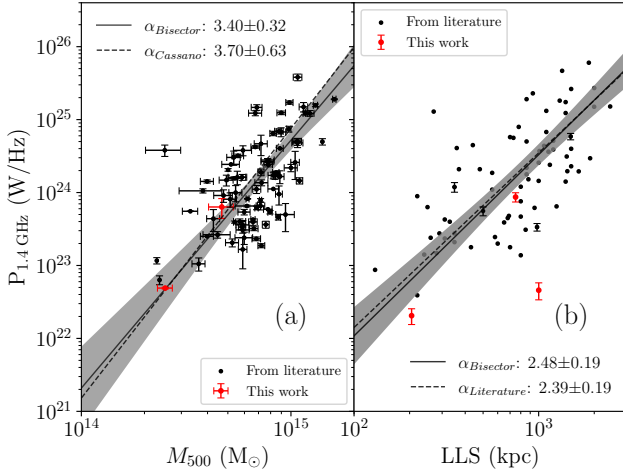 α_Bisector: 3.40±0.32
α_Cassano: 3.70±0.63
From literature
This work
10^26
10^25
10^24
10^23
10^22
10^21
P_1.4 GHz (W/Hz)
(a)
(b)
From literature
This work
α_Bisector: 2.48±0.19
α_Literature: 2.39±0.19
10^14
10^15
10^2
10^3
M_500 (M_⊙)
LLS (kpc)